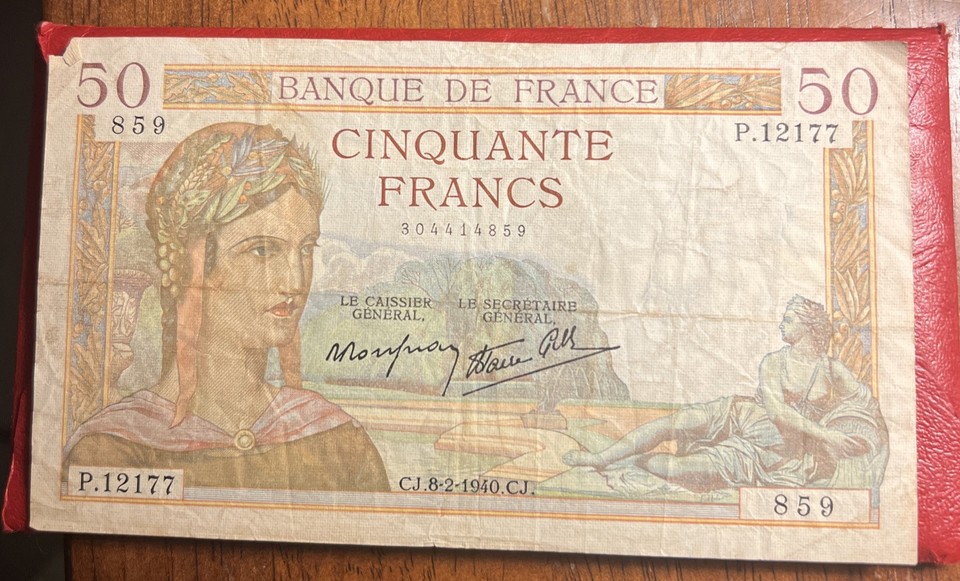 50 BANQUE DE FRANCE 50
859 P.12177
CINQUANTE
FRANCS
304414859
LE CAISSIER
GÉNÉRAL,
LE SECRÉTAIRE
GÉNÉRAL,
P.12177
CJ.8-2-1940.CJ.
859